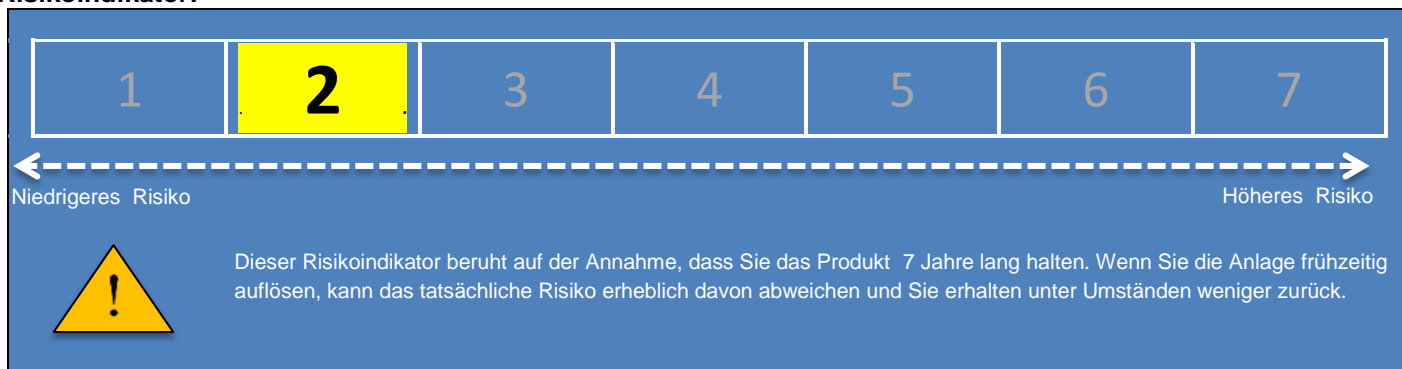 Risikoindikator:
1 2 3 4 5 6 7
Niedrigeres Risiko Höheres Risiko
! Dieser Risikoindikator beruht auf der Annahme, dass Sie das Produkt 7 Jahre lang halten. Wenn Sie die Anlage frühzeitig
auflösen, kann das tatsächliche Risiko erheblich davon abweichen und Sie erhalten unter Umständen weniger zurück.